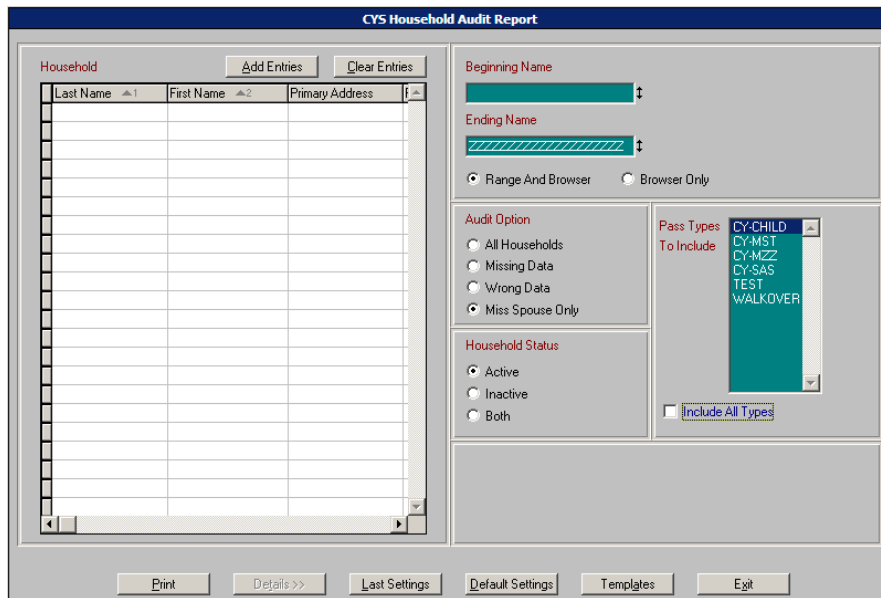 CYS Household Audit Report
Household
Add Entries
Clear Entries
Last Name 1
First Name 2
Primary Address
Beginning Name
Ending Name
ZZZZZZZZZZZZZZZZZZZZ
Range And Browser
Browser Only
Audit Option
All Households
Missing Data
Wrong Data
Miss Spouse Only
Household Status
Active
Inactive
Both
Pass Types
To Include
CY-CHILD
CY-MST
CY-MZZ
CY-SAS
TEST
WALKOVER
Include All Types
Print
Details >>
Last Settings
Default Settings
Templates
Exit